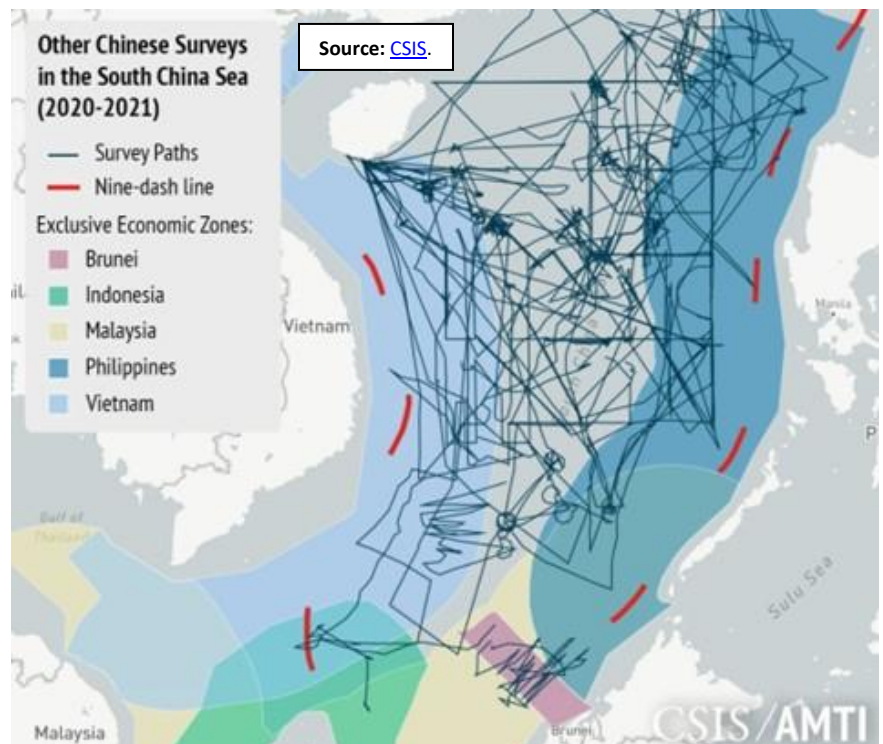 Other Chinese Surveys
in the South China Sea
(2020-2021)
Survey Paths
Nine-dash line
Exclusive Economic Zones:
Brunei
Indonesia
Malaysia
Philippines
Vietnam
Source: CSIS.
Vietnam
Manila
P
Gulf of
Thailand
Sulu Sea
Malaysia
Brunei
CSIS/AMTI